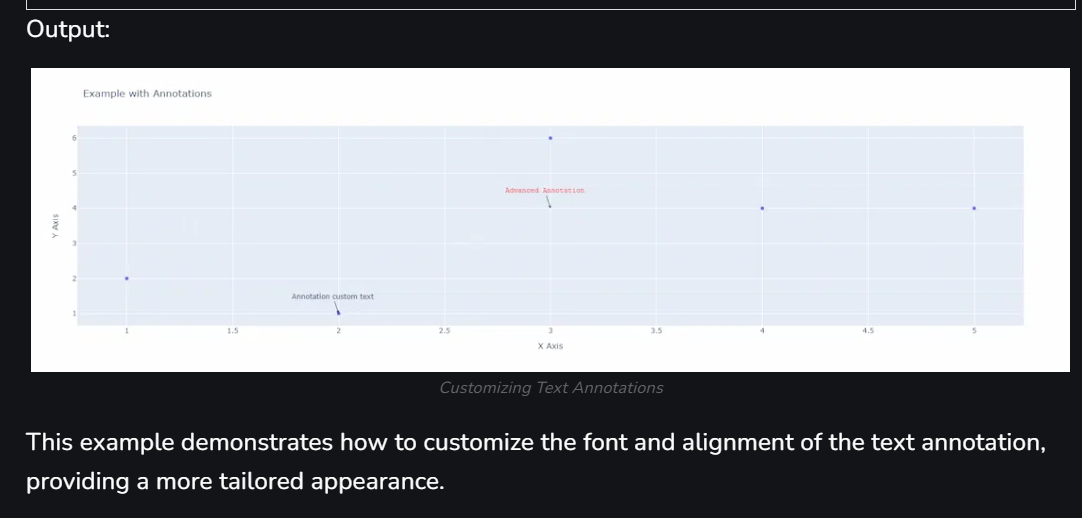 Output:
Example with Annotations
6
5
Advanced Annotation
4
Y Axis
3
2
Annotation custom text
1
1 1.5 2 2.5 3 3.5 4 4.5 5
X Axis
Customizing Text Annotations
This example demonstrates how to customize the font and alignment of the text annotation,
providing a more tailored appearance.